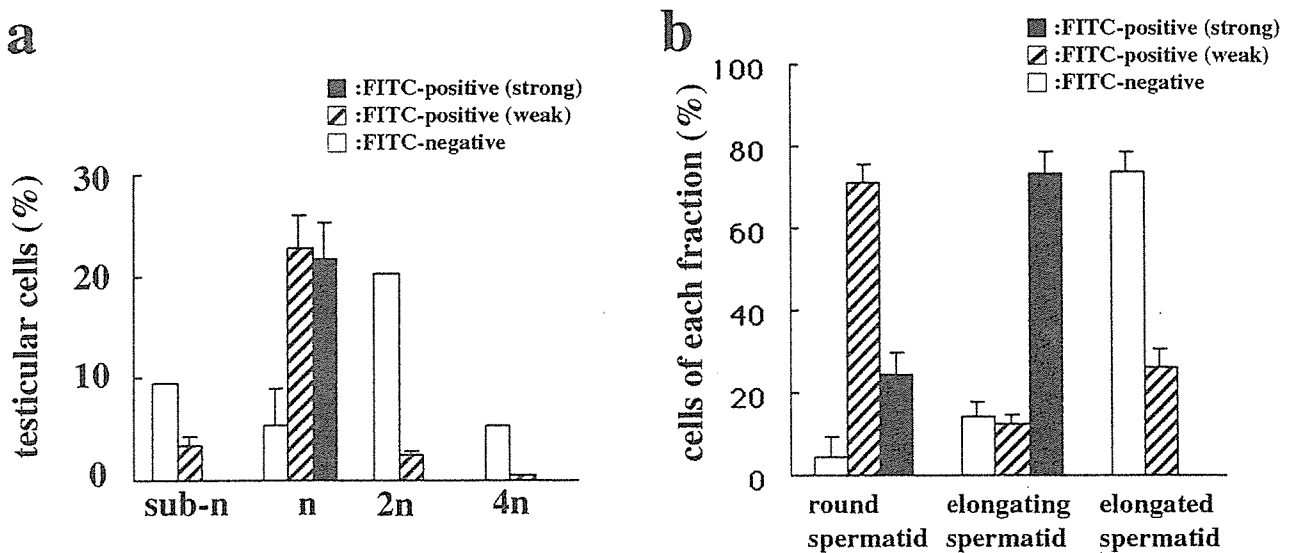 a
:FITC-positive (strong)
:FITC-positive (weak)
:FITC-negative
testicular cells (%)
30
20
10
0
sub-n n 2n 4n
b
:FITC-positive (strong)
:FITC-positive (weak)
:FITC-negative
cells of each fraction (%)
100
80
60
40
20
0
round elongating elongated
spermatid spermatid spermatid